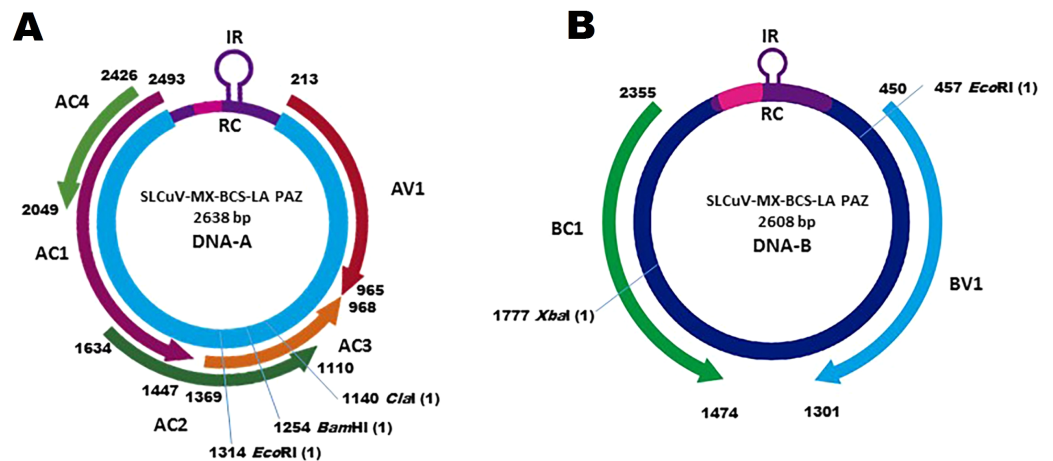 A
IR
2426
2493
213
AC4
RC
SLCuV-MX-BCS-LA PAZ
2638 bp
DNA-A
AV1
2049
AC1
965
968
1634
AC3
1110
1447
1369
1140 ClaI (1)
AC2
1254 BamHI (1)
1314 EcoRI (1)
B
IR
2355
450
457 EcoRI (1)
RC
SLCuV-MX-BCS-LA PAZ
2608 bp
DNA-B
BC1
BV1
1777 XbaI (1)
1474
1301